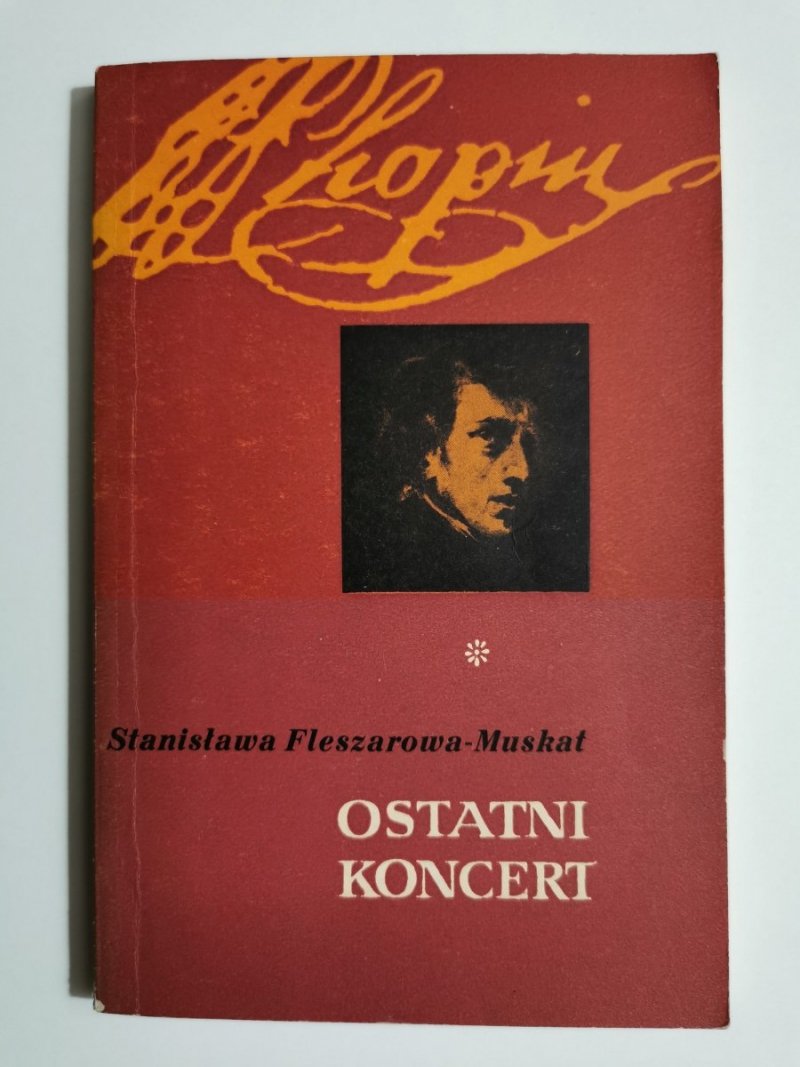 Chopin
Stanisława Fleszarowa-Muskat
OSTATNI
KONCERT